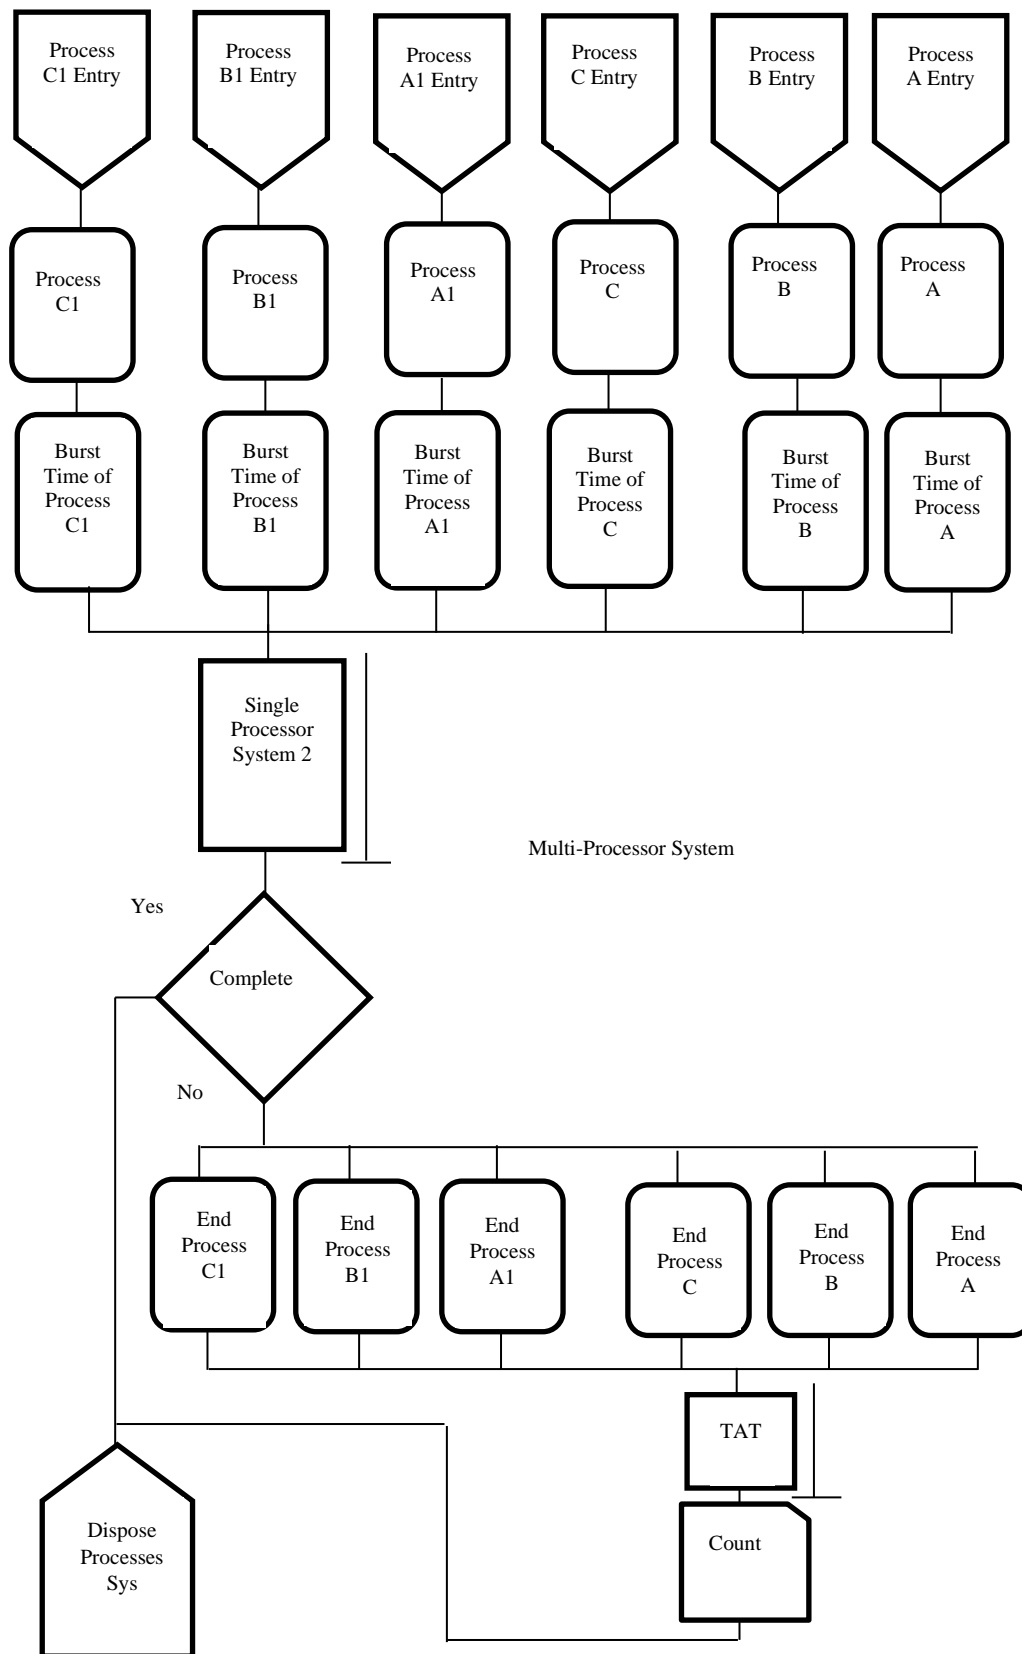 Process
C1 Entry
Process
B1 Entry
Process
A1 Entry
Process
C Entry
Process
B Entry
Process
A Entry
Process
C1
Process
B1
Process
A1
Process
C
Process
B
Process
A
Burst
Time of
Process
C1
Burst
Time of
Process
B1
Burst
Time of
Process
A1
Burst
Time of
Process
C
Burst
Time of
Process
B
Burst
Time of
Process
A
Single
Processor
System 2
Multi-Processor System
Yes
Complete
No
End
Process
C1
End
Process
B1
End
Process
A1
End
Process
C
End
Process
B
End
Process
A
TAT
Count
Dispose
Processes
Sys